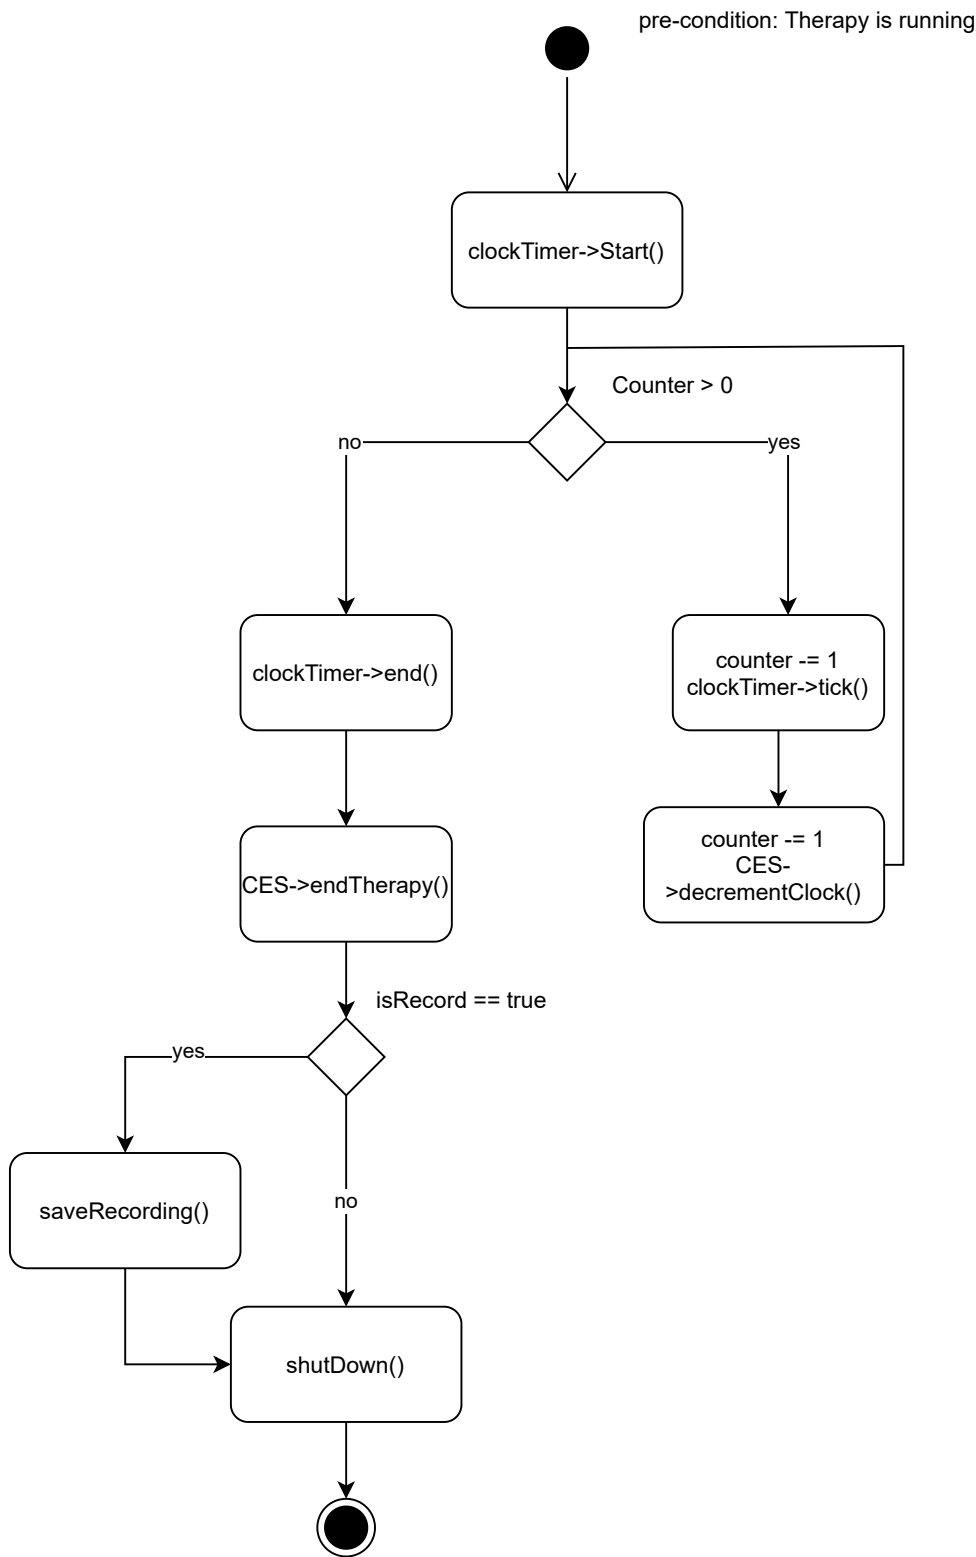 pre-condition: Therapy is running
clockTimer->Start()
Counter > 0
no
yes
clockTimer->end()
counter -= 1
clockTimer->tick()
counter -= 1
CES-
>decrementClock()
CES->endTherapy()
isRecord == true
yes
saveRecording()
no
shutDown()